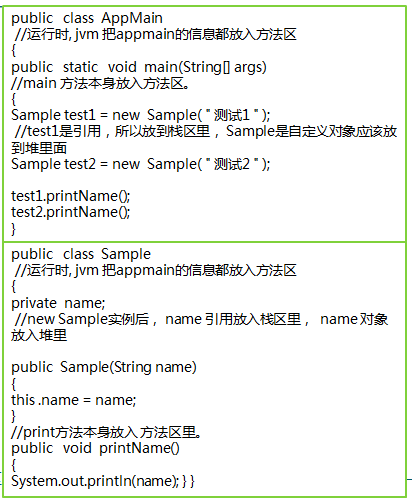 public class AppMain
//运行时, jvm 把appmain的信息都放入方法区
{
public static void main(String[] args)
//main 方法本身放入方法区。
{
Sample test1 = new Sample( " 测试1 " );
//test1是引用，所以放到栈区里， Sample是自定义对象应该放
到堆里面
Sample test2 = new Sample( " 测试2 " );
test1.printName();
test2.printName();
}
public class Sample
//运行时, jvm 把appmain的信息都放入方法区
{
private name;
//new Sample实例后， name 引用放入栈区里， name 对象
放入堆里
public Sample(String name)
{
this .name = name;
}
//print方法本身放入 方法区里。
public void printName()
{
System.out.println(name); } }